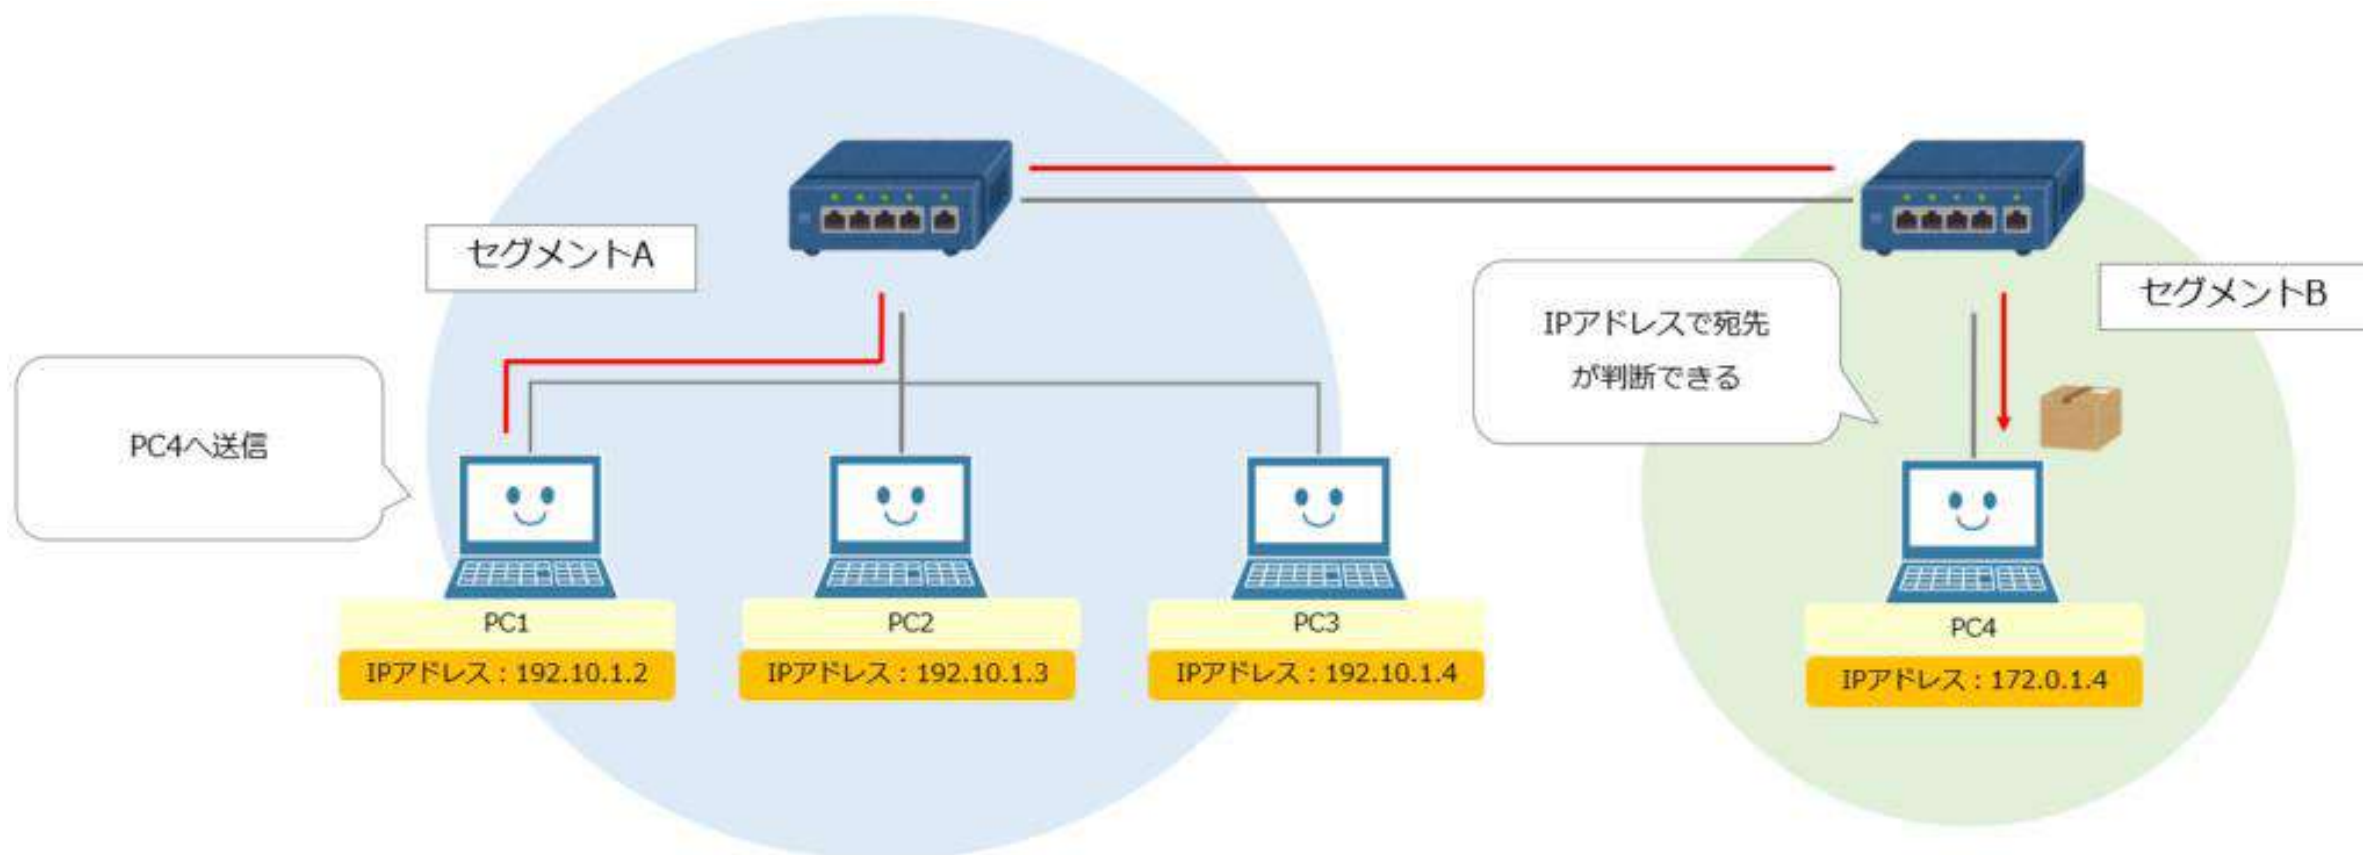 セグメントA
セグメントB
IPアドレスで宛先
が判断できる
PC4へ送信
PC1
PC2
PC3
PC4
IPアドレス：192.10.1.2
IPアドレス：192.10.1.3
IPアドレス：192.10.1.4
IPアドレス：172.0.1.4